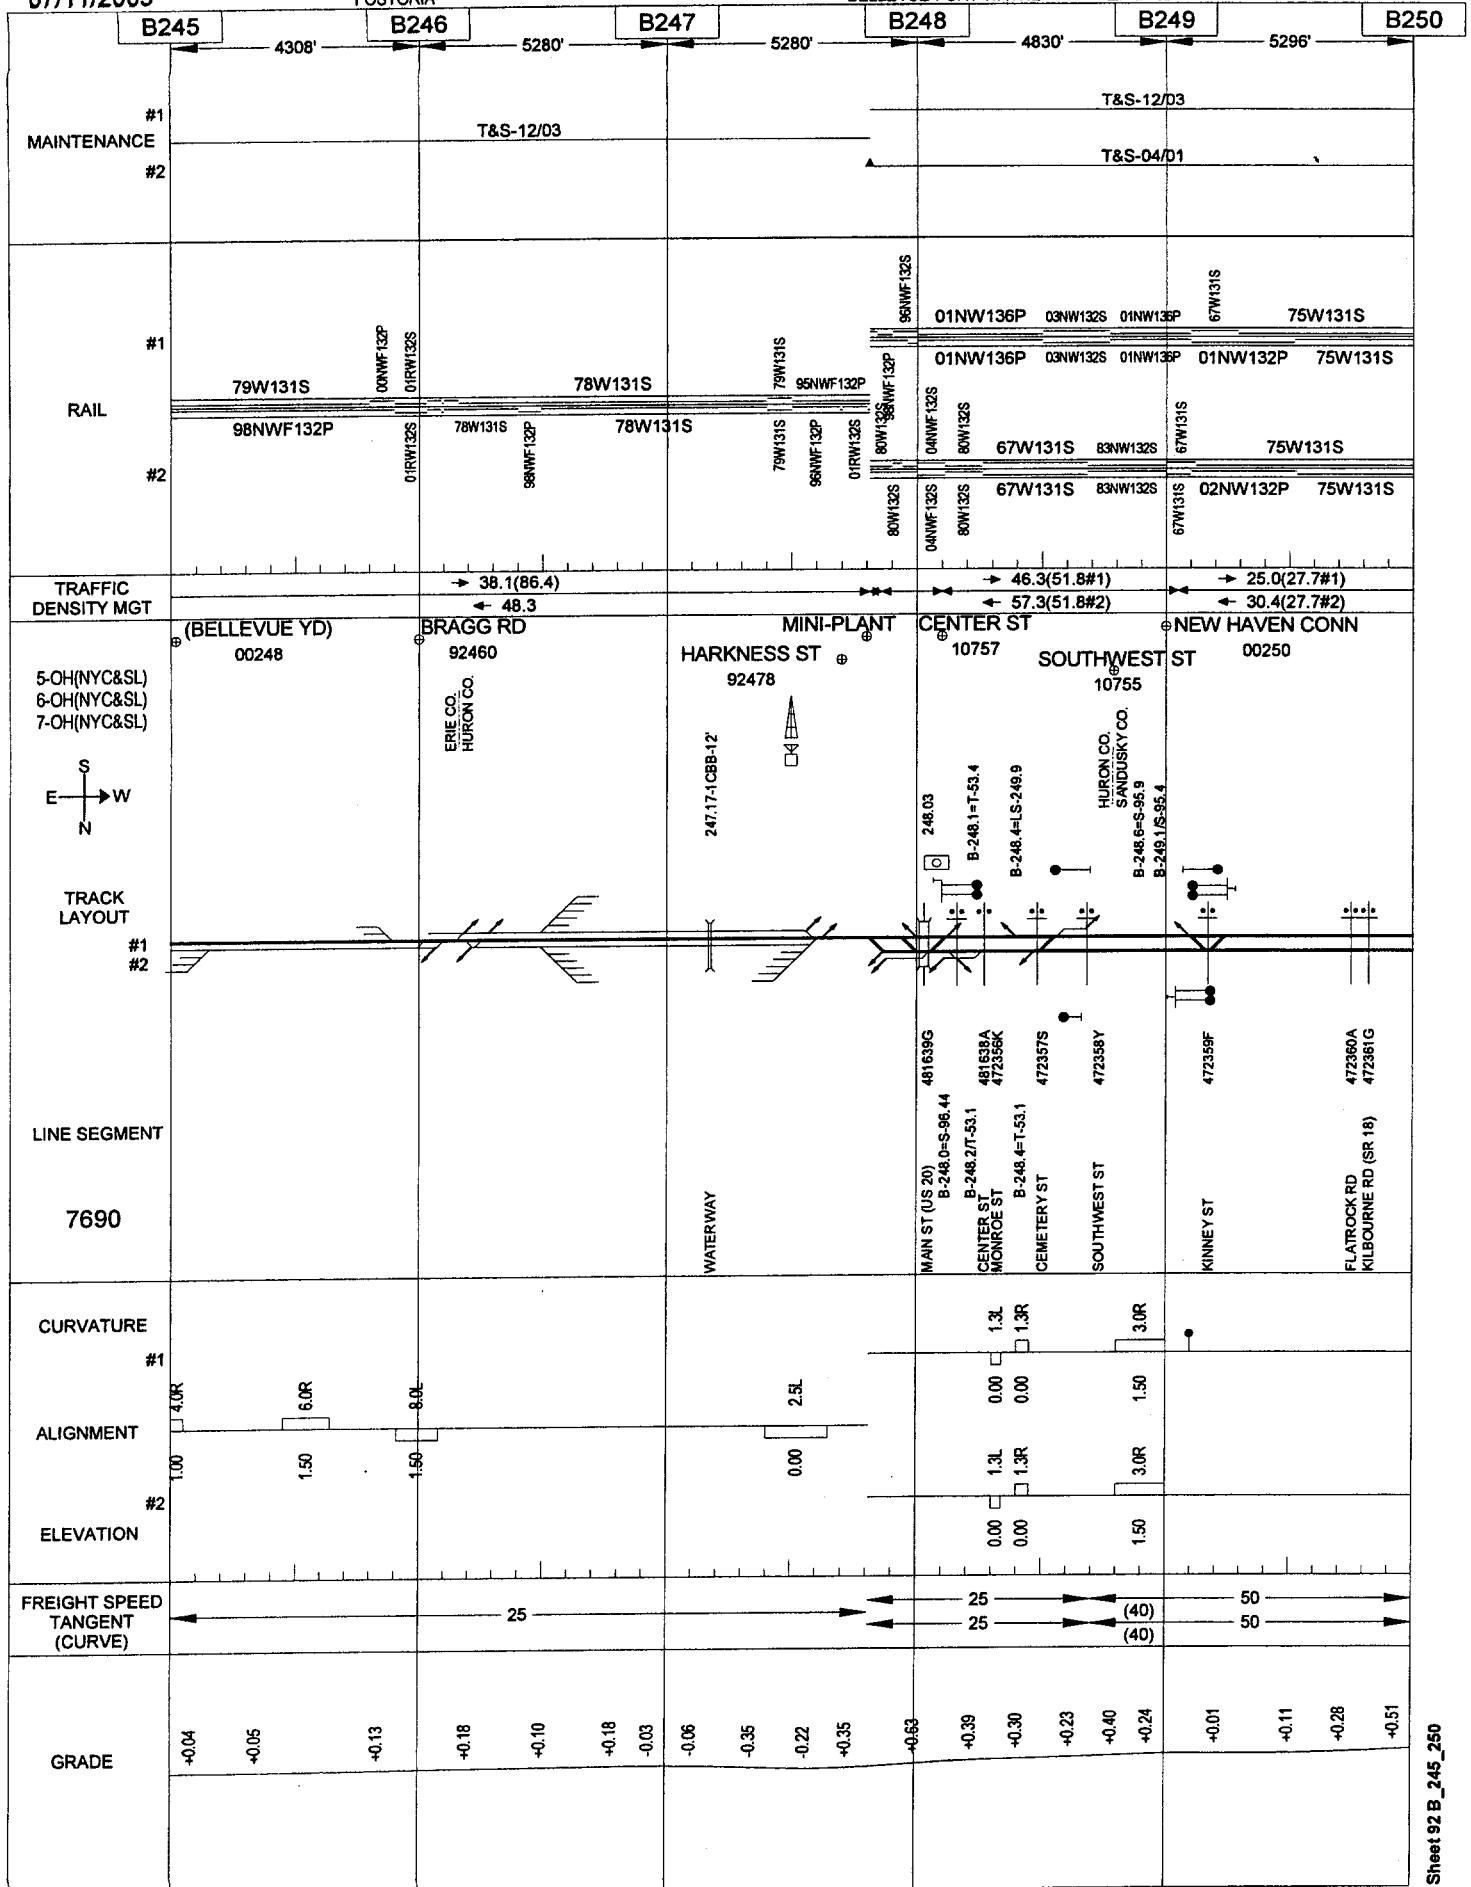 07/11/2005
FOSTORIA
B245
B246
B247
B248
B249
B250
4308'
5280'
5280'
4830'
5296'
MAINTENANCE
#1
#2
T&S-12/03
T&S-12/03
T&S-04/01
RAIL
#1
#2
79W131S
98NWF132P
00NWF132P
01RW132S
01RW132S
78W131S
78W131S
98NWF132P
78W131S
79W131S
79W131S
95NWF132P
96NWF132P
01RW132S
96NWF132S
98NWF132P
80W132S
80W132S
04NWF132S
04NWF132S
80W132S
80W132S
01NW136P
03NW132S
01NW136P
67W131S
75W131S
01NW136P
03NW132S
01NW136P
01NW132P
75W131S
67W131S
83NW132S
67W131S
75W131S
67W131S
83NW132S
67W131S
02NW132P
75W131S
TRAFFIC
DENSITY MGT
38.1(86.4)
48.3
46.3(51.8#1)
57.3(51.8#2)
25.0(27.7#1)
30.4(27.7#2)
(BELLEVUE YD)
00248
BRAGG RD
92460
HARKNESS ST
92478
MINI-PLANT
CENTER ST
10757
SOUTHWEST ST
10755
NEW HAVEN CONN
00250
5-OH(NYC&SL)
6-OH(NYC&SL)
7-OH(NYC&SL)
S
E
W
N
ERIE CO.
HURON CO.
247.17-1CBB-12'
248.03
B-248.1=T-53.4
B-248.4=LS-249.9
HURON CO.
SANDUSKY CO.
B-248.6=S-95.9
B-249.1/S-95.4
TRACK
LAYOUT
#1
#2
LINE SEGMENT
7690
WATERWAY
481639G
MAIN ST (US 20)
B-248.0=S-96.44
B-248.2/T-53.1
481638A
CENTER ST
472356K
MONROE ST
B-248.4=T-53.1
472357S
CEMETERY ST
472358Y
SOUTHWEST ST
472359F
KINNEY ST
472360A
FLATROCK RD
472361G
KILBOURNE RD (SR 18)
CURVATURE
#1
ALIGNMENT
#2
ELEVATION
4.0R
1.00
6.0R
1.50
8.0L
1.50
2.5L
0.00
1.3L
1.3R
3.0R
0.00
0.00
1.50
1.3L
1.3R
3.0R
0.00
0.00
1.50
FREIGHT SPEED
TANGENT
(CURVE)
25
25
50
(40)
25
50
(40)
GRADE
+0.04
+0.05
+0.13
+0.18
+0.10
+0.18
-0.03
-0.06
-0.35
-0.22
+0.35
+0.63
+0.39
+0.30
+0.23
+0.40
+0.24
+0.01
+0.11
+0.28
+0.51
Sheet 92 B_245_250